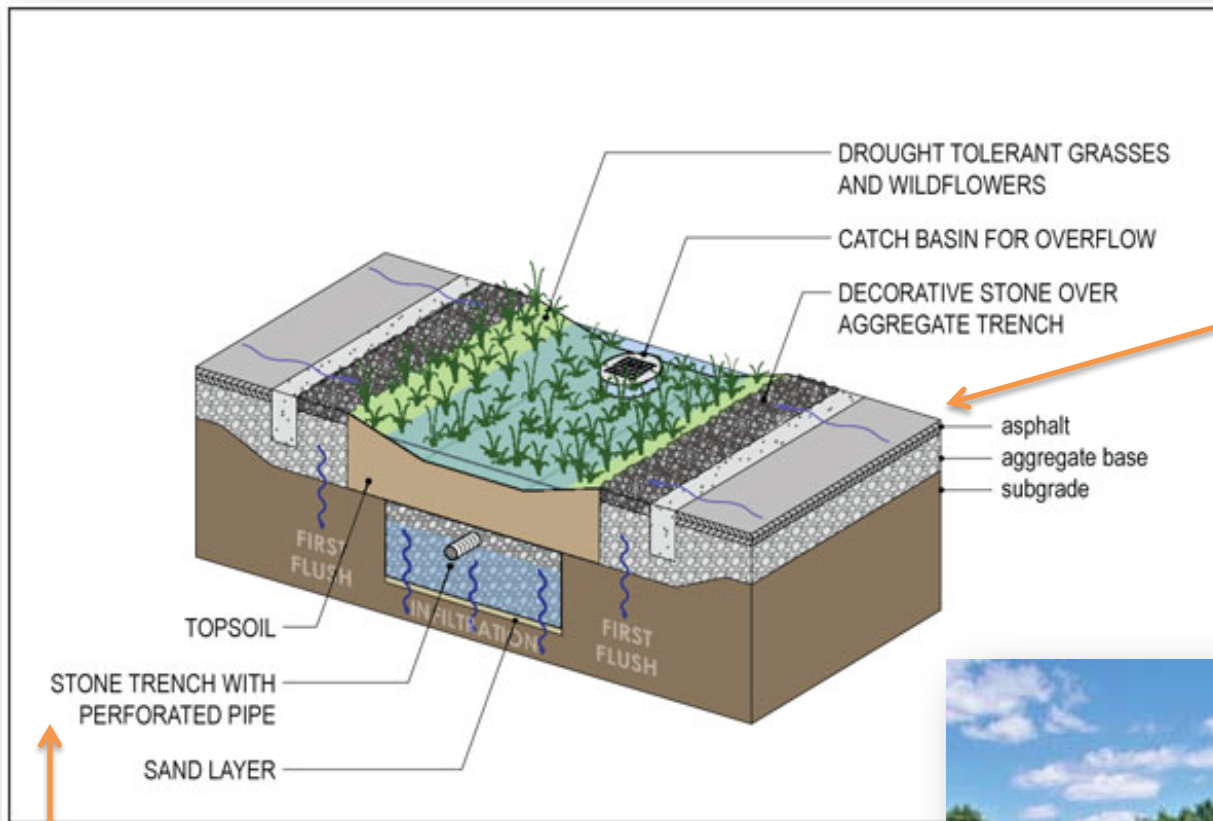 DROUGHT TOLERANT GRASSES
AND WILDFLOWERS
CATCH BASIN FOR OVERFLOW
DECORATIVE STONE OVER
AGGREGATE TRENCH
asphalt
aggregate base
subgrade
FIRST
FLUSH
INFILTRATION
FIRST
FLUSH
TOPSOIL
STONE TRENCH WITH
PERFORATED PIPE
SAND LAYER